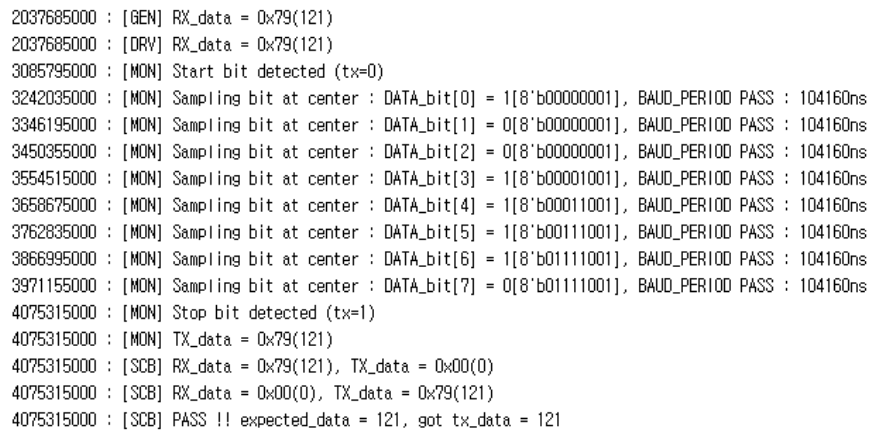 2037685000 : [GEN] RX_data = 0x79(121)
2037685000 : [DRV] RX_data = 0x79(121)
3085795000 : [MON] Start bit detected (tx=0)
3242035000 : [MON] Sampling bit at center : DATA_bit[0] = 1[8'b00000001], BAUD_PERIOD PASS : 104160ns
3346195000 : [MON] Sampling bit at center : DATA_bit[1] = 0[8'b00000001], BAUD_PERIOD PASS : 104160ns
3450355000 : [MON] Sampling bit at center : DATA_bit[2] = 0[8'b00000001], BAUD_PERIOD PASS : 104160ns
3554515000 : [MON] Sampling bit at center : DATA_bit[3] = 1[8'b00001001], BAUD_PERIOD PASS : 104160ns
3658675000 : [MON] Sampling bit at center : DATA_bit[4] = 1[8'b00011001], BAUD_PERIOD PASS : 104160ns
3762835000 : [MON] Sampling bit at center : DATA_bit[5] = 1[8'b00111001], BAUD_PERIOD PASS : 104160ns
3866995000 : [MON] Sampling bit at center : DATA_bit[6] = 1[8'b01111001], BAUD_PERIOD PASS : 104160ns
3971155000 : [MON] Sampling bit at center : DATA_bit[7] = 0[8'b01111001], BAUD_PERIOD PASS : 104160ns
4075315000 : [MON] Stop bit detected (tx=1)
4075315000 : [MON] TX_data = 0x79(121)
4075315000 : [SCB] RX_data = 0x79(121), TX_data = 0x00(0)
4075315000 : [SCB] RX_data = 0x00(0), TX_data = 0x79(121)
4075315000 : [SCB] PASS !! expected_data = 121, got tx_data = 121